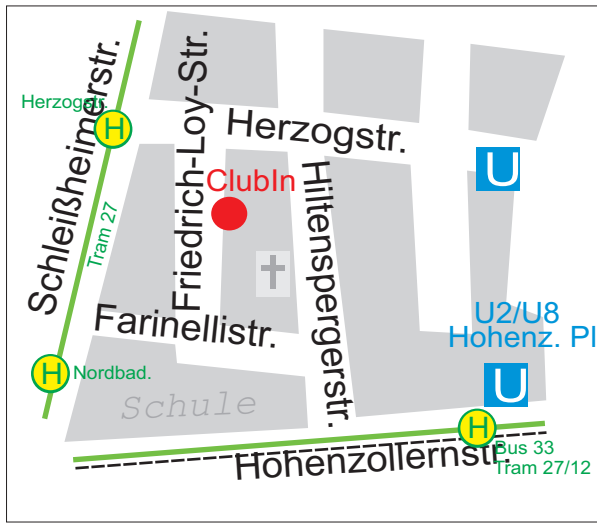 Schleißheimerstr.
Friedrich-Loy-Str.
Herzogstr.
H
Herzogstr.
U
ClubIn
Hiltenspergerstr.
Tram 27
Farinellistr.
U2/U8
Hohenz. Pl
H
Nordbad.
U
Schule
H
Bus 33
Tram 27/12
Hohenzollernstr.